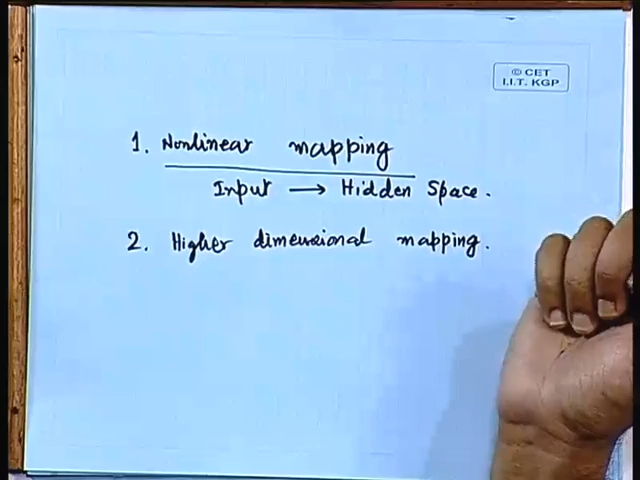 © CET
I.I.T. KGP
1. Nonlinear mapping
Input → Hidden Space.
2. Higher dimensional mapping.